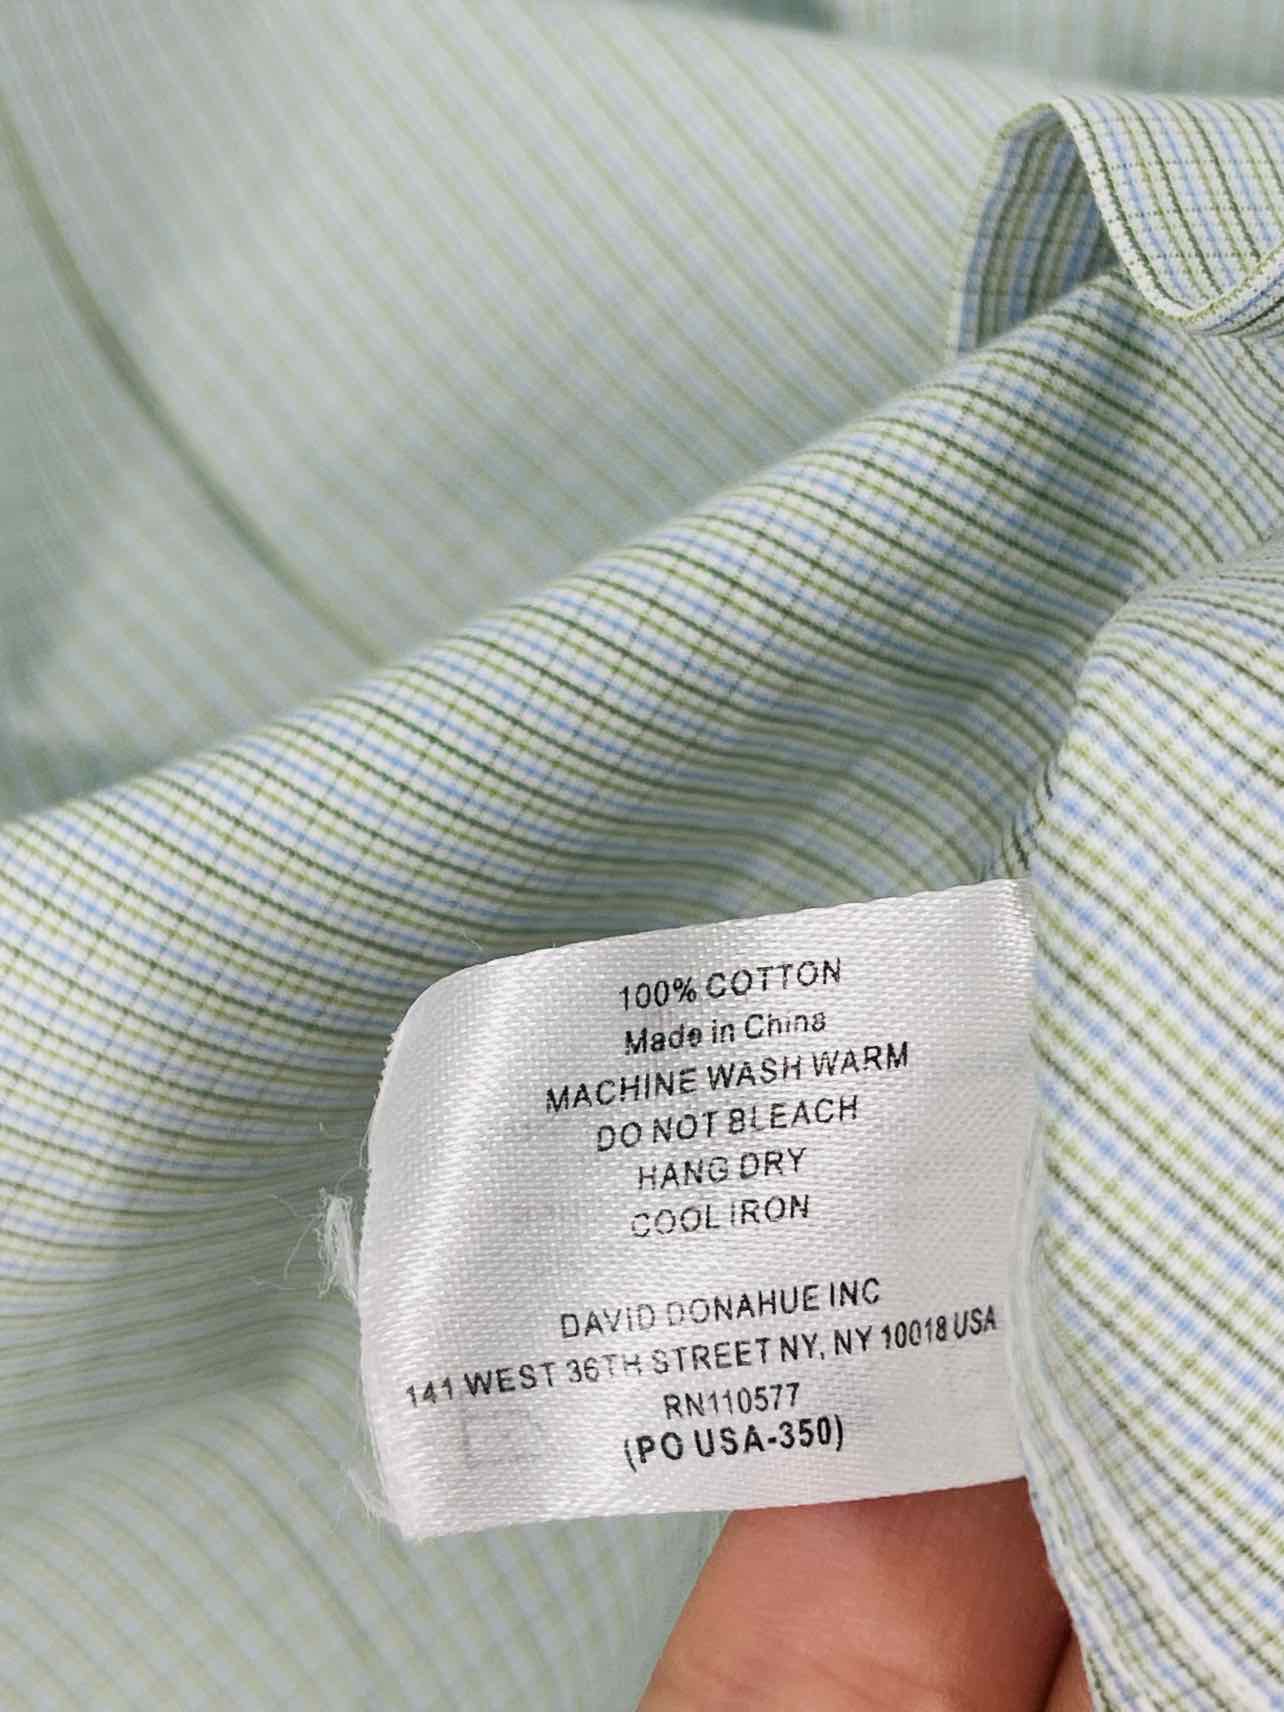 100% COTTON
Made in China
MACHINE WASH WARM
DO NOT BLEACH
HANG DRY
COOL IRON
DAVID DONAHUE INC
141 WEST 36TH STREET NY, NY 10018 USA
RN110577
(PO USA-350)